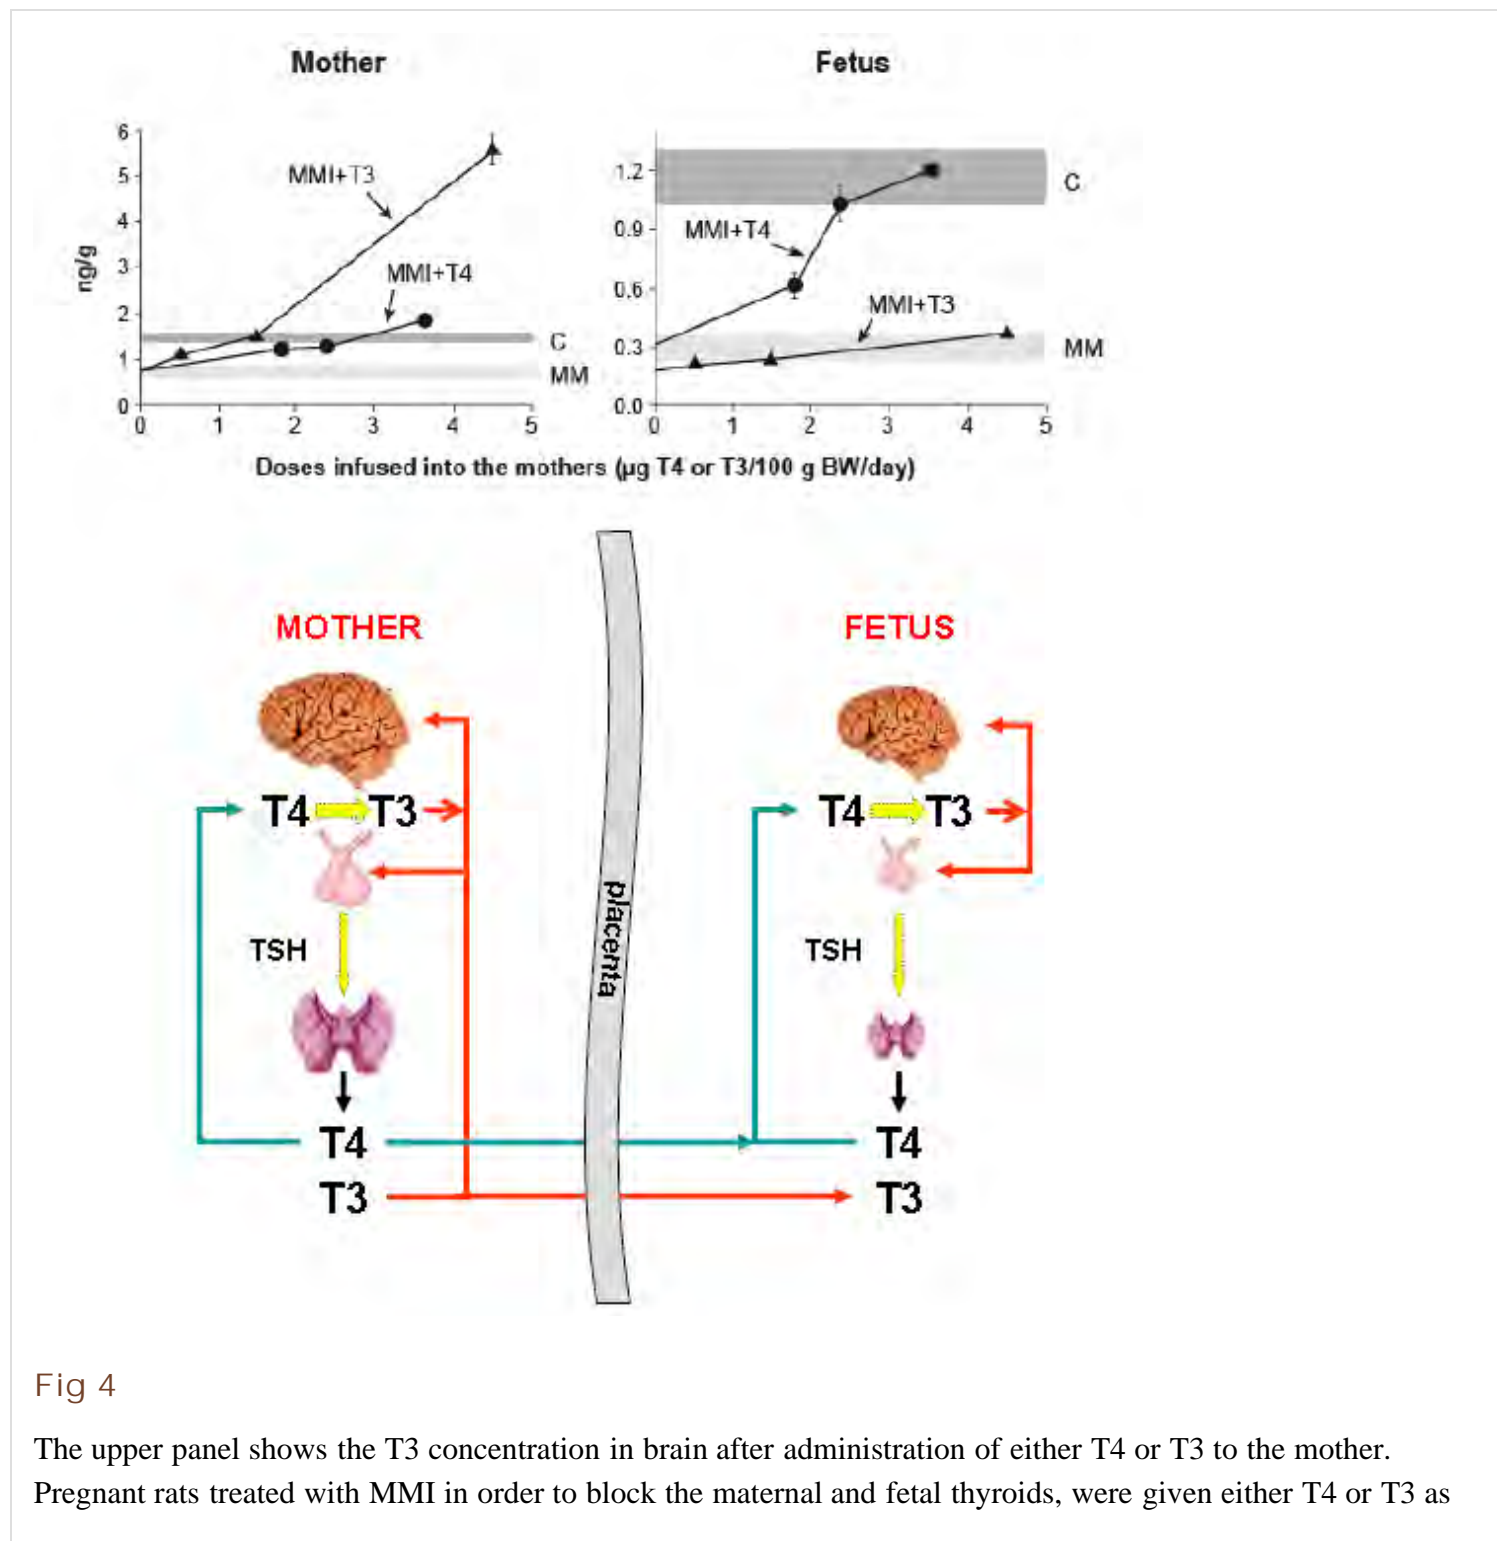 Mother Fetus
6
5
4
3
2
1
0
ng/g
MMI+T3
MMI+T4
C
MM
0 1 2 3 4 5
1.2
0.9
0.6
0.3
0.0
MMI+T4
MMI+T3
C
MM
0 1 2 3 4 5
Doses infused into the mothers (µg T4 or T3/100 g BW/day)
MOTHER FETUS
T4 T3 T4 T3
placenta
TSH TSH
T4 T4
T3 T3
Fig 4
The upper panel shows the T3 concentration in brain after administration of either T4 or T3 to the mother.
Pregnant rats treated with MMI in order to block the maternal and fetal thyroids, were given either T4 or T3 as